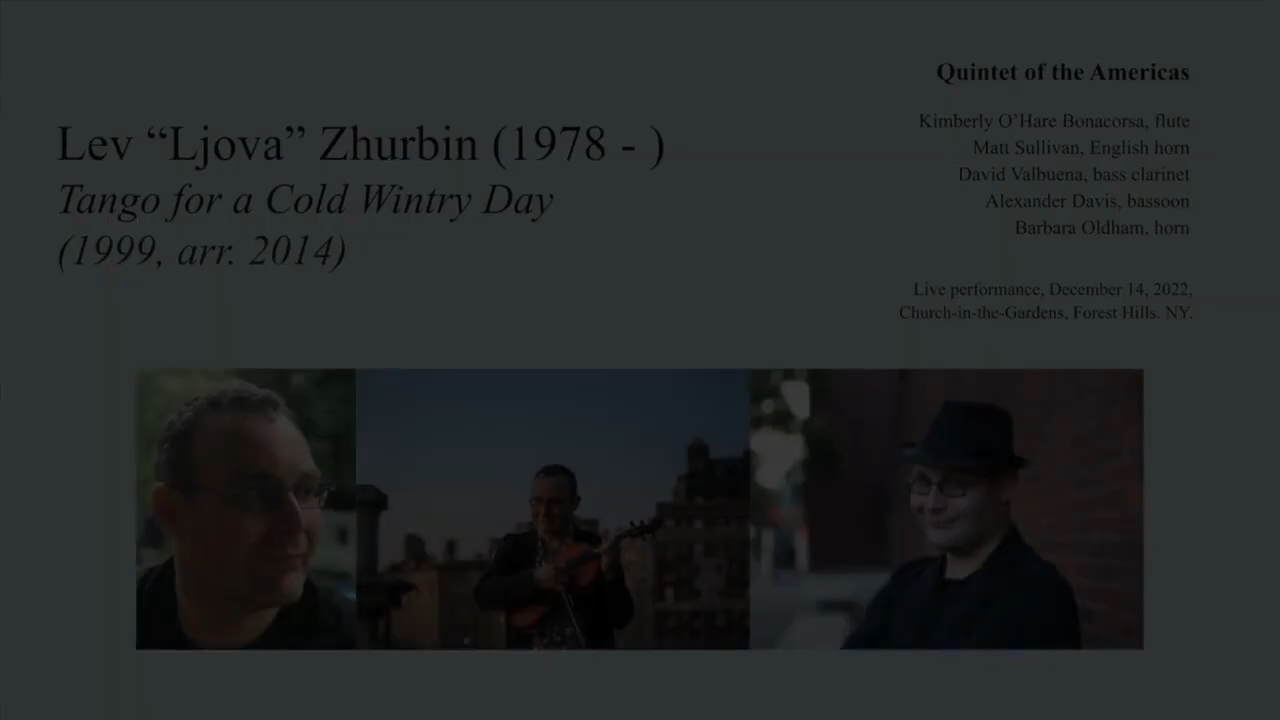 Lev “Ljova” Zhurbin (1978 - )
Tango for a Cold Wintry Day
(1999, arr. 2014)
Quintet of the Americas
Kimberly O’Hare Bonacorsa, flute
Matt Sullivan, English horn
David Valbuena, bass clarinet
Alexander Davis, bassoon
Barbara Oldham, horn
Live performance, December 14, 2022,
Church-in-the-Gardens, Forest Hills. NY.